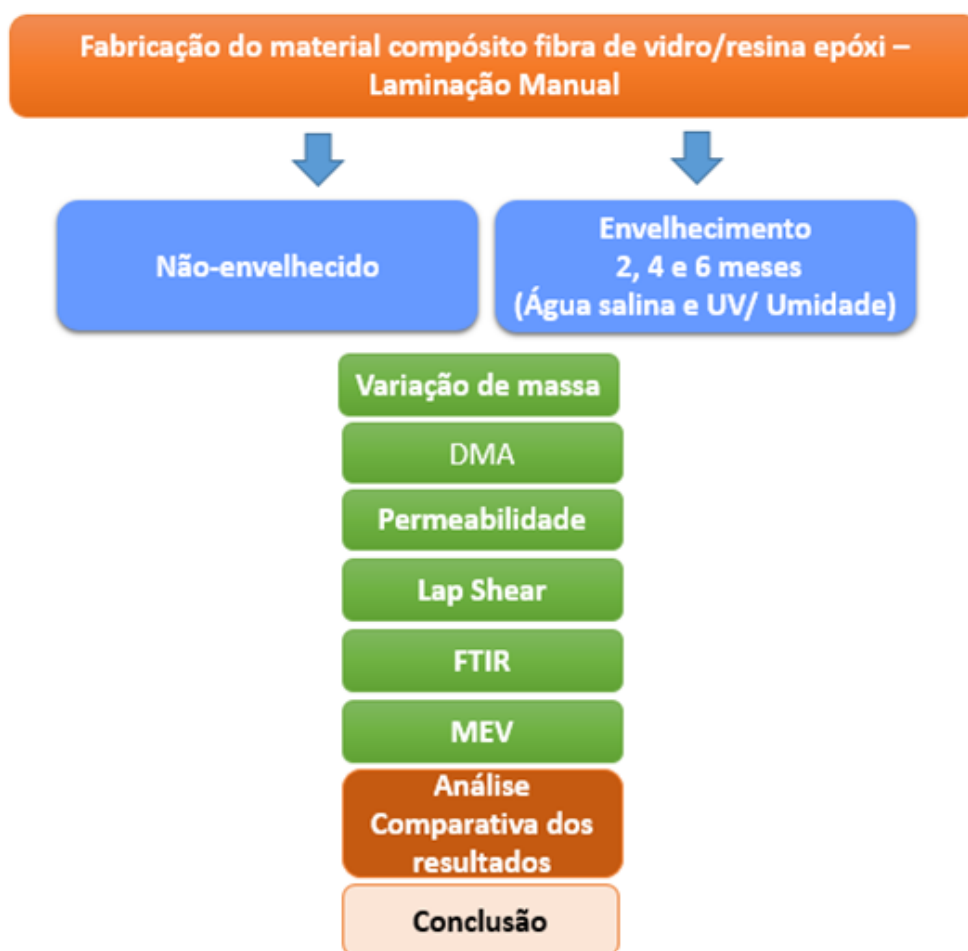 Fabricação do material compósito fibra de vidro/resina epóxi –
Laminação Manual
Não-envelhecido
Envelhecimento
2, 4 e 6 meses
(Água salina e UV/ Umidade)
Variação de massa
DMA
Permeabilidade
Lap Shear
FTIR
MEV
Análise
Comparativa dos
resultados
Conclusão